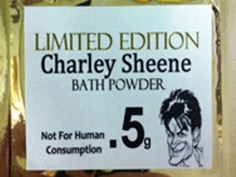 LIMITED EDITION
Charley Sheene
BATH POWDER
Not For Human
Consumption .5g